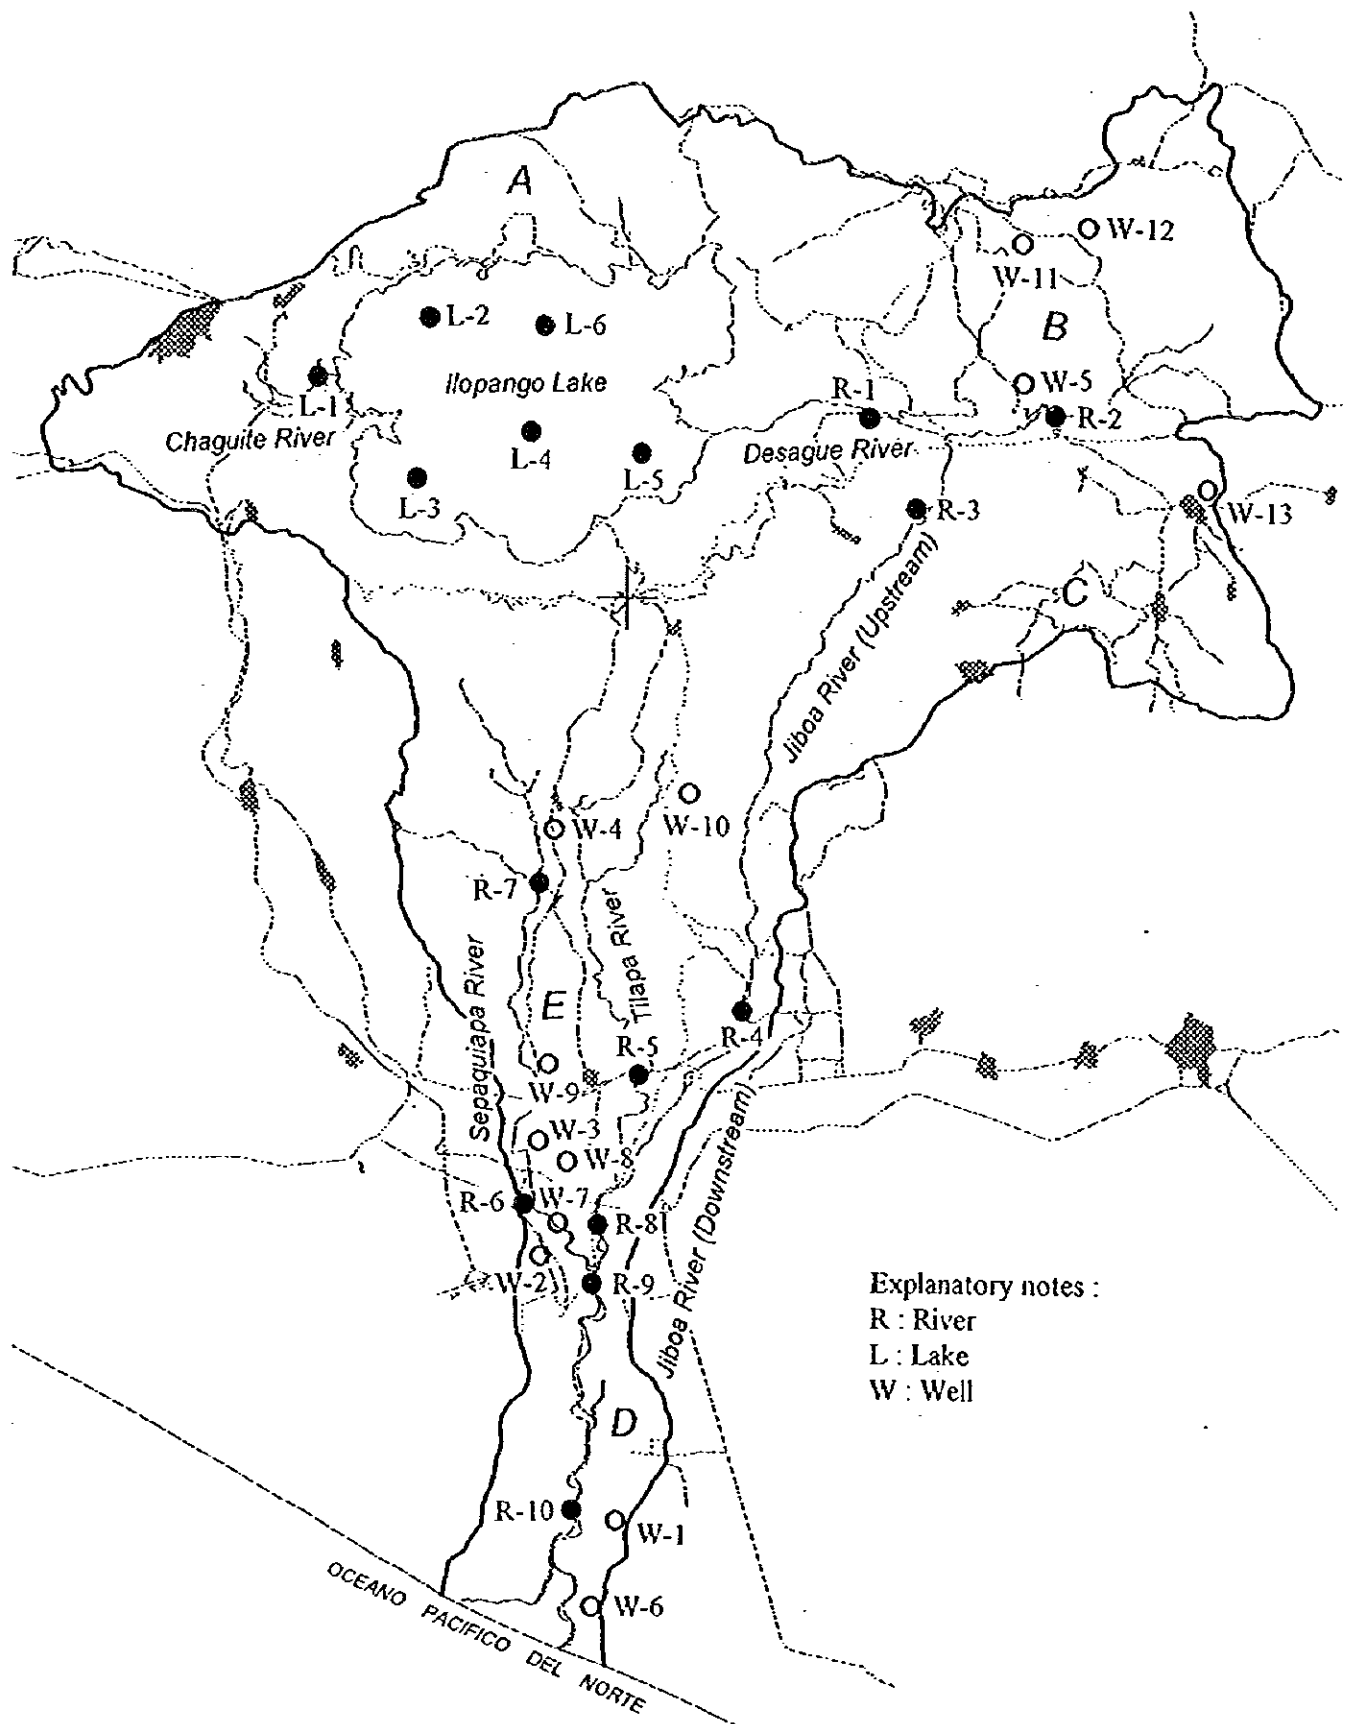 A
W-12
W-11
L-2
L-6
B
Ilopango Lake
W-5
R-1
L-1
R-2
Chaguite River
L-4
Desague River
L-5
L-3
R-3
W-13
C
Jiboa River (Upstream)
W-4
W-10
R-7
Tilapa River
Sepaquiapa River
E
R-4
R-5
W-9
W-3
W-8
R-6
W-7
R-8
Jiboa River (Downstream)
W-2
R-9
Explanatory notes :
R : River
L : Lake
W : Well
D
R-10
W-1
W-6
OCEANO PACIFICO DEL NORTE